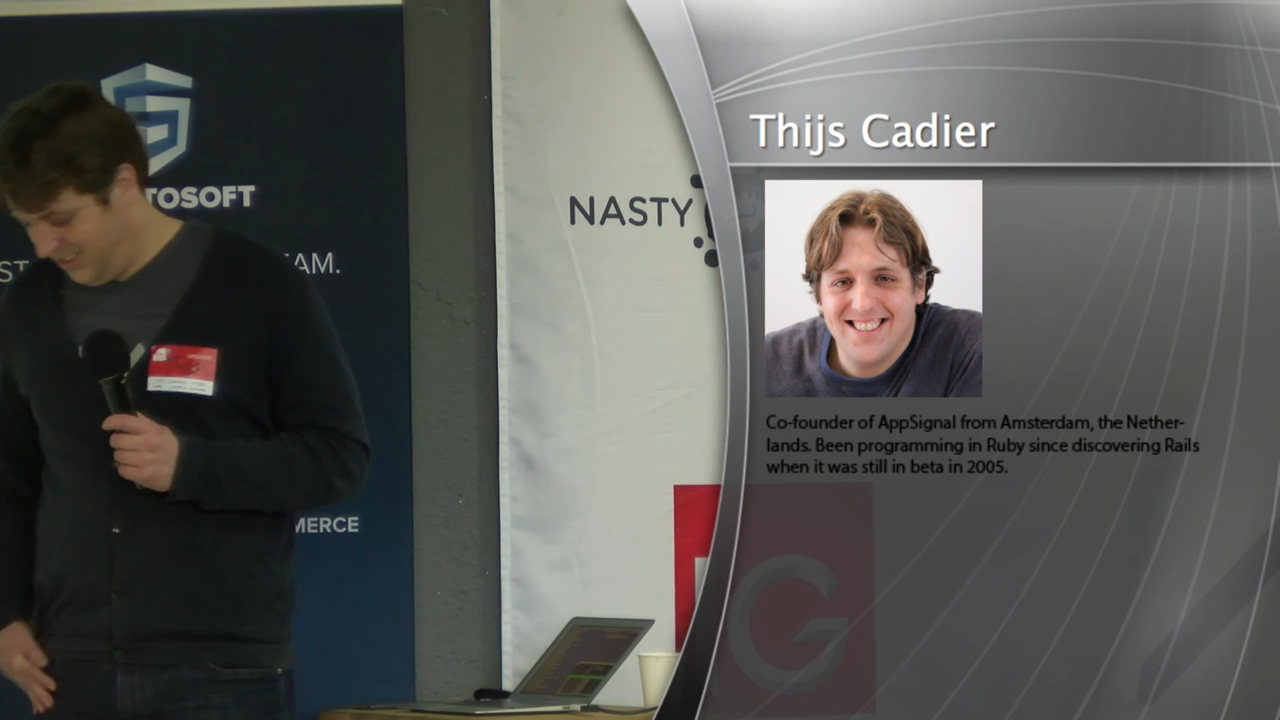 Thijs Cadier
TOSOFT
ST
AM.
NASTY
Co-founder of AppSignal from Amsterdam, the Nether-
lands. Been programming in Ruby since discovering Rails
when it was still in beta in 2005.
MERCE
G